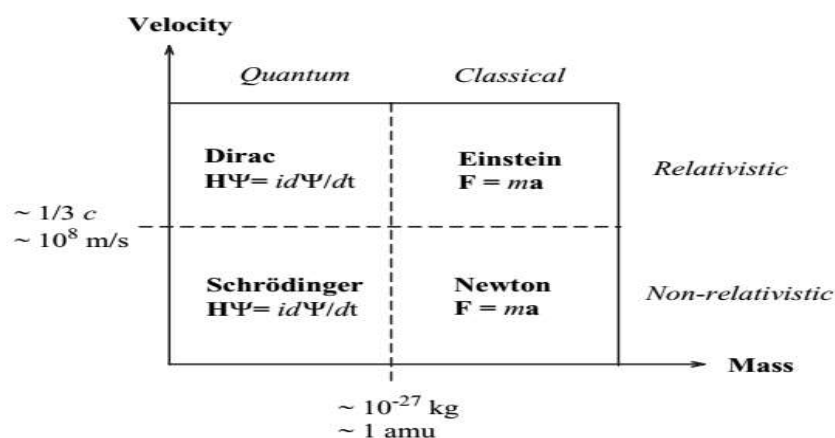 Velocity
Quantum
Classical
Dirac
HΨ= idΨ/dt
Einstein
F = ma
Relativistic
~ 1/3 c
~ 10⁸ m/s
Schrödinger
HΨ= idΨ/dt
Newton
F = ma
Non-relativistic
Mass
~ 10⁻²⁷ kg
~ 1 amu